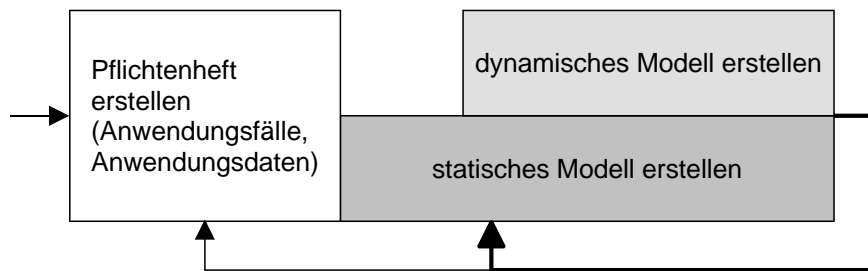 Pflichtenheft
erstellen
(Anwendungsfälle,
Anwendungsdaten)
dynamisches Modell erstellen
statisches Modell erstellen